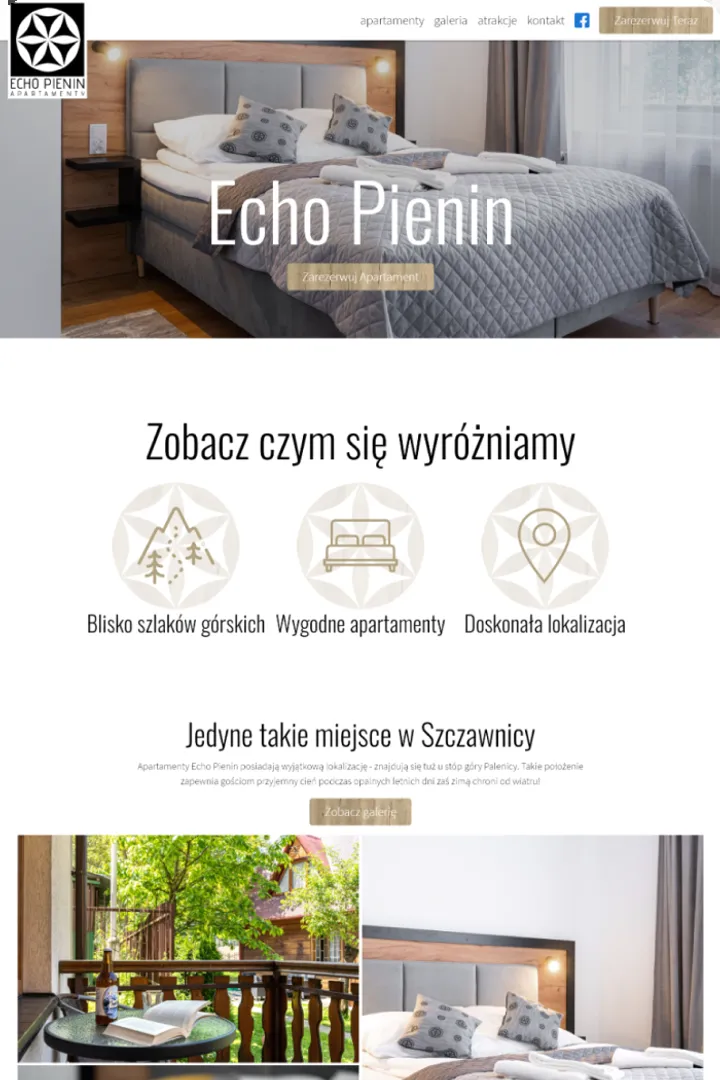 apartamenty galeria atrakcje kontakt Zarezerwuj Teraz
ECHO PIENIN
APARTAMENTY
Echo Pienin
Zarezerwuj Apartament
Zobacz czym się wyróżniamy
Blisko szlaków górskich Wygodne apartamenty Doskonała lokalizacja
Jedyne takie miejsce w Szczawnicy
Apartamenty Echo Pienin posiadają wyjątkową lokalizację - znajdują się tuż u stóp góry Palenicy. Takie położenie
zapewnia gościom przyjemny cień podczas opalnych letnich dni zaś zimą chroni od wiatru!
Zobacz galerię